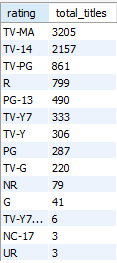 rating total_titles
TV-MA 3205
TV-14 2157
TV-PG 861
R 799
PG-13 490
TV-Y7 333
TV-Y 306
PG 287
TV-G 220
NR 79
G 41
TV-Y7... 6
NC-17 3
UR 3